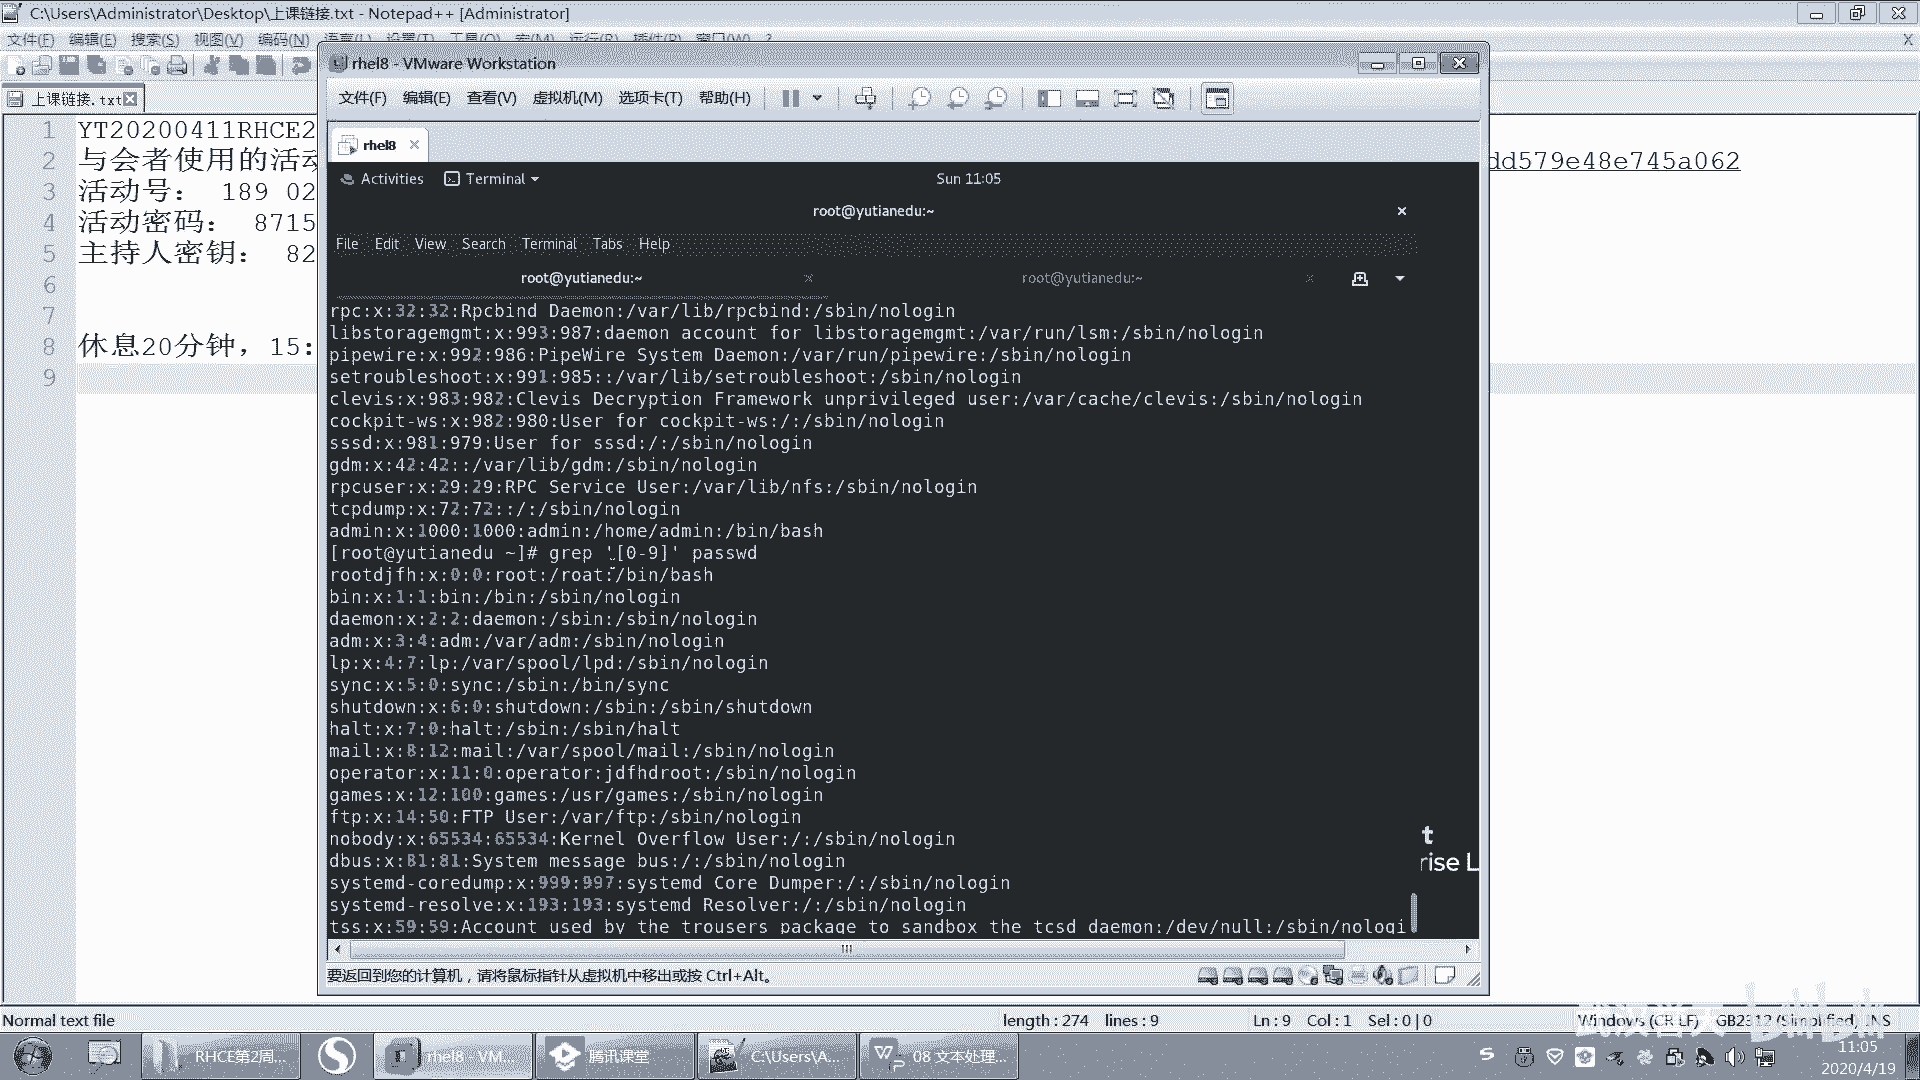 C:\Users\Administrator\Desktop\上课链接.txt - Notepad++ [Administrator]
文件(F) 编辑(E) 搜索(S) 视图(V) 编码(N) 语言(L) 设置(T) 工具(O) 宏(M) 运行(R) 插件(P) 窗口(W) ?
X
上课链接.txt
1 YT20200411RHCE2
2 与会者使用的活动
dd579e48e745a062
3 活动号： 189 02
4 活动密码： 8715
5 主持人密钥： 82
6
7
8 休息20分钟，15:
9
rhel8 - VMware Workstation
文件(F) 编辑(E) 查看(V) 虚拟机(M) 选项卡(T) 帮助(H)
rhel8
Activities Terminal Sun 11:05
root@yutianedu:~
File Edit View Search Terminal Tabs Help
root@yutianedu:~ root@yutianedu:~
rpc:x:32:32:Rpcbind Daemon:/var/lib/rpcbind:/sbin/nologin
libstoragemgmt:x:993:987:daemon account for libstoragemgmt:/var/run/lsm:/sbin/nologin
pipewire:x:992:986:PipeWire System Daemon:/var/run/pipewire:/sbin/nologin
setroubleshoot:x:991:985::/var/lib/setroubleshoot:/sbin/nologin
clevis:x:983:982:Clevis Decryption Framework unprivileged user:/var/cache/clevis:/sbin/nologin
cockpit-ws:x:982:980:User for cockpit-ws:/:/sbin/nologin
sssd:x:981:979:User for sssd:/:/sbin/nologin
gdm:x:42:42::/var/lib/gdm:/sbin/nologin
rpcuser:x:29:29:RPC Service User:/var/lib/nfs:/sbin/nologin
tcpdump:x:72:72::/:/sbin/nologin
admin:x:1000:1000:admin:/home/admin:/bin/bash
[root@yutianedu ~]# grep '[0-9]' passwd
rootdjfh:x:0:0:root:/roat:/bin/bash
bin:x:1:1:bin:/bin:/sbin/nologin
daemon:x:2:2:daemon:/sbin:/sbin/nologin
adm:x:3:4:adm:/var/adm:/sbin/nologin
lp:x:4:7:lp:/var/spool/lpd:/sbin/nologin
sync:x:5:0:sync:/sbin:/bin/sync
shutdown:x:6:0:shutdown:/sbin:/sbin/shutdown
halt:x:7:0:halt:/sbin:/sbin/halt
mail:x:8:12:mail:/var/spool/mail:/sbin/nologin
operator:x:11:0:operator:jdfhdroot:/sbin/nologin
games:x:12:100:games:/usr/games:/sbin/nologin
ftp:x:14:50:FTP User:/var/ftp:/sbin/nologin
nobody:x:65534:65534:Kernel Overflow User:/:/sbin/nologin
dbus:x:81:81:System message bus:/:/sbin/nologin
systemd-coredump:x:999:997:systemd Core Dumper:/:/sbin/nologin
systemd-resolve:x:193:193:systemd Resolver:/:/sbin/nologin
tss:x:59:59:Account used by the trousers package to sandbox the tcsd daemon:/dev/null:/sbin/nologi
t
rise L
要返回到您的计算机，请将鼠标指针从虚拟机中移出或按 Ctrl+Alt。
Normal text file length : 274 lines : 9 Ln : 9 Col : 1 Sel : 0 | 0 Windows (CR LF) GB2312 (Simplified) INS
RHCE第2周... rhel8 - VM... 腾讯课堂 C:\Users\A... 08 文本处理...
11:05
2020/4/19